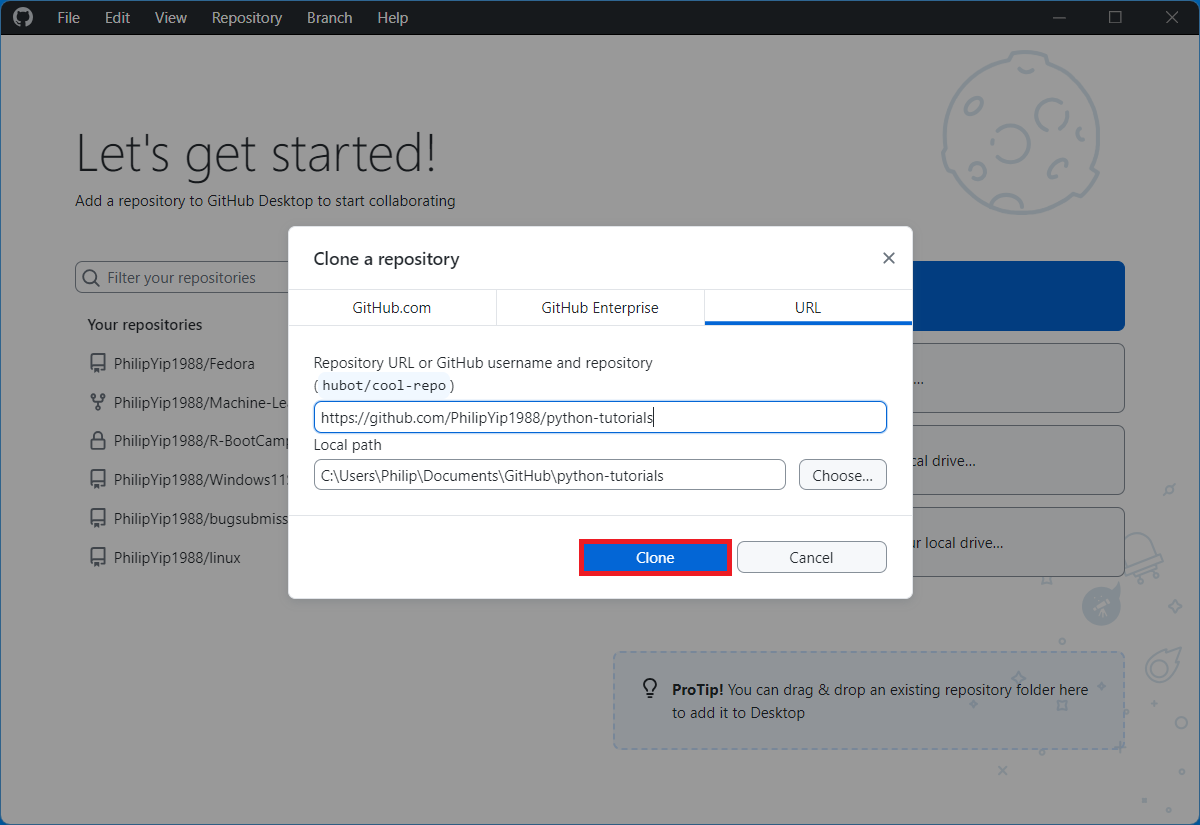 File Edit View Repository Branch Help
Let's get started!
Add a repository to GitHub Desktop to start collaborating
Filter your repositories
Your repositories
PhilipYip1988/Fedora
PhilipYip1988/Machine-Le
PhilipYip1988/R-BootCamp
PhilipYip1988/Windows11
PhilipYip1988/bugsubmiss
PhilipYip1988/linux
Clone a repository
GitHub.com GitHub Enterprise URL
Repository URL or GitHub username and repository
(hubot/cool-repo)
https://github.com/PhilipYip1988/python-tutorials
Local path
C:\Users\Philip\Documents\GitHub\python-tutorials Choose...
Clone Cancel
...
cal drive...
r local drive...
ProTip! You can drag & drop an existing repository folder here
to add it to Desktop